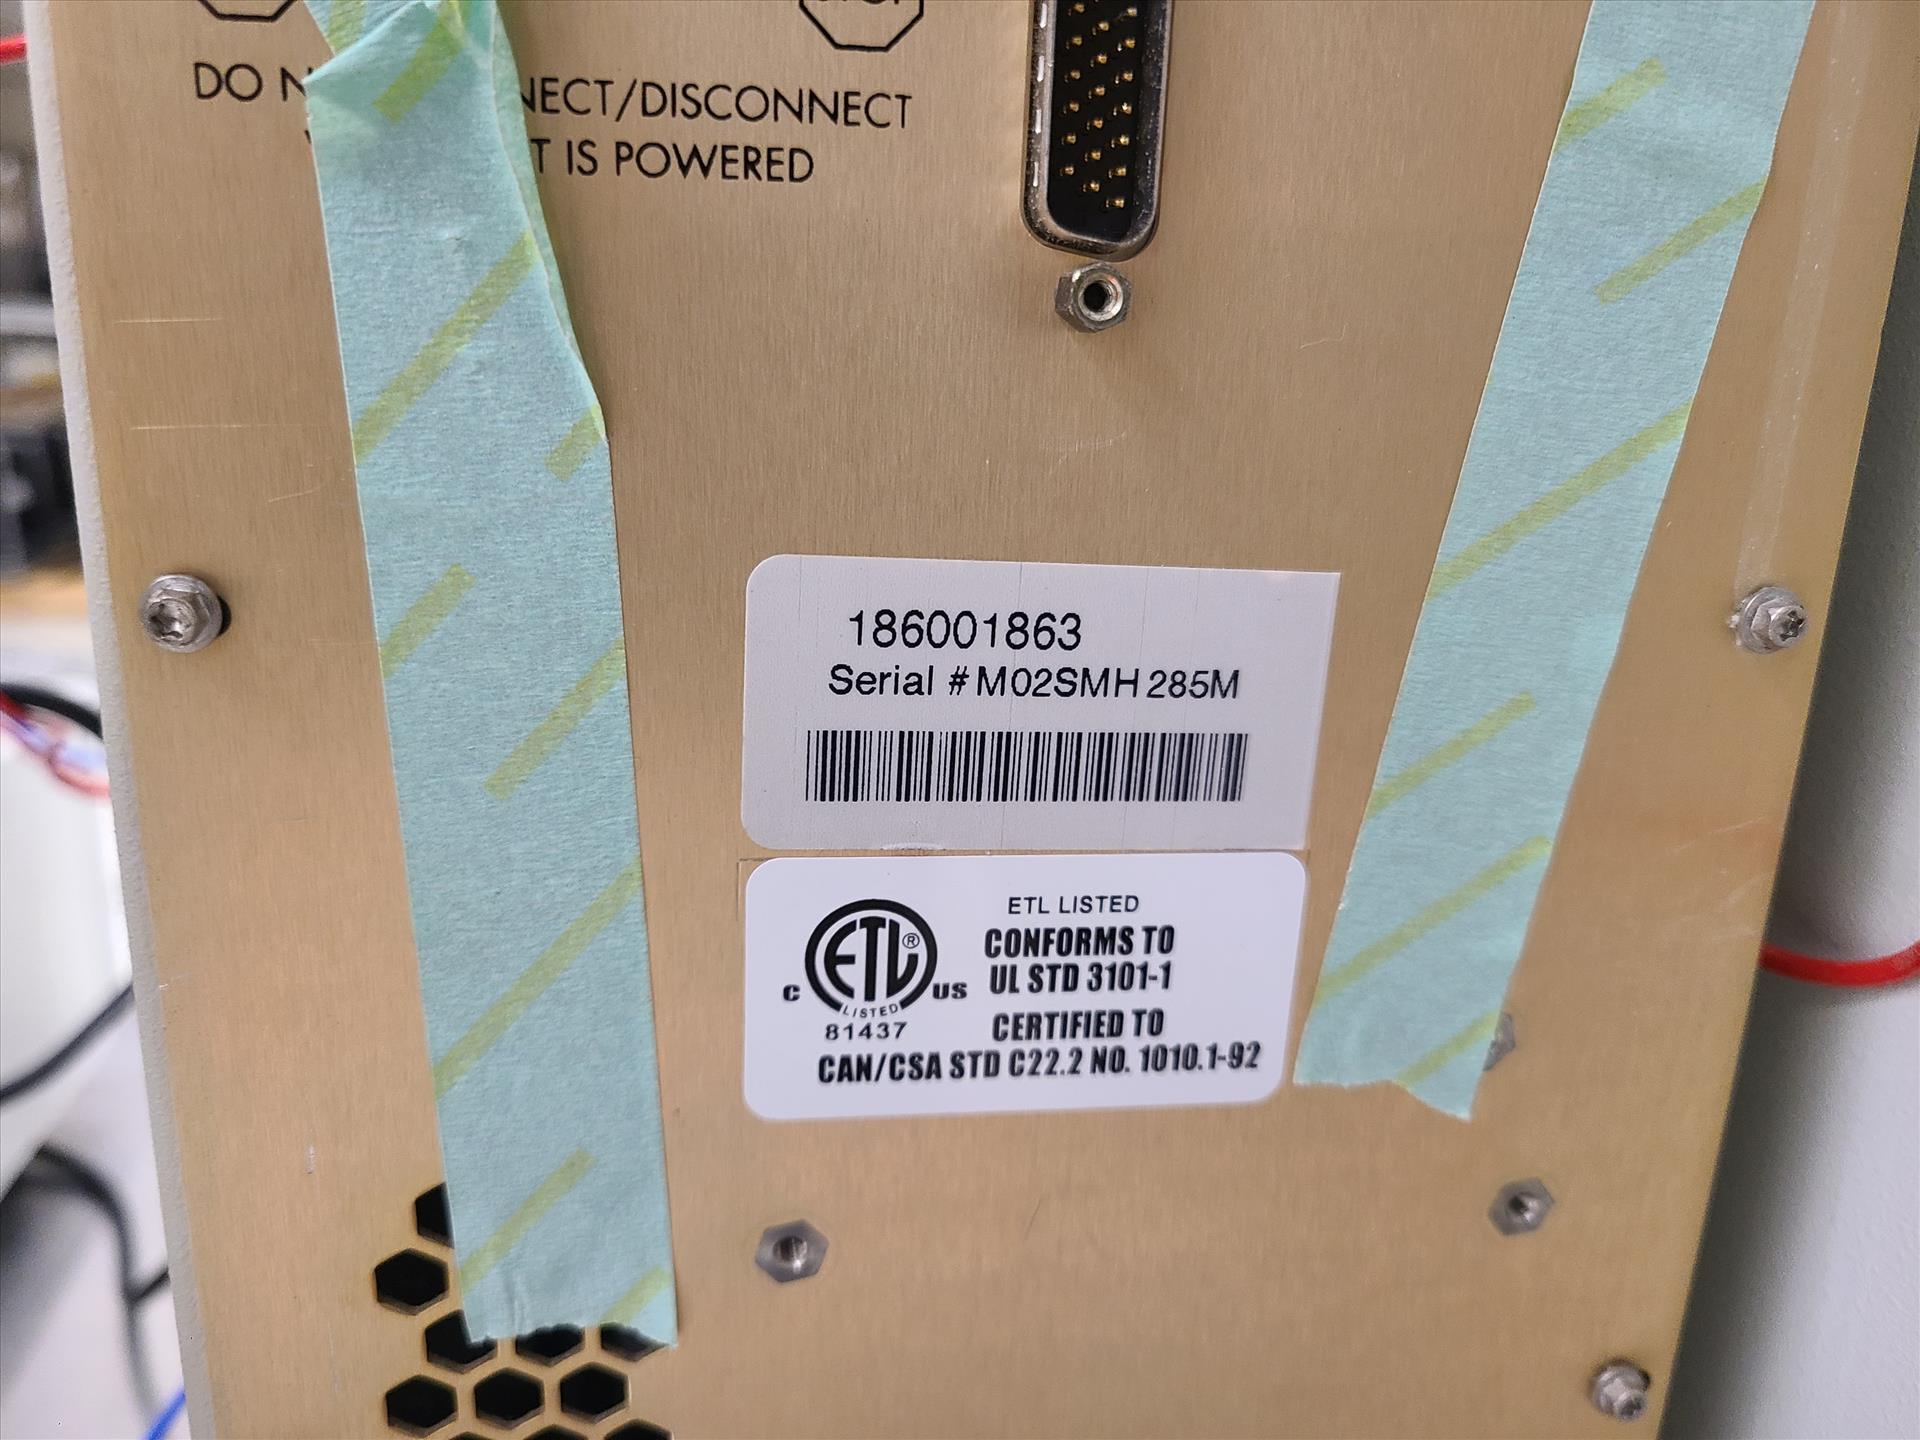 DO N NECT/DISCONNECT
T IS POWERED
186001863
Serial # M02SMH 285M
ETL LISTED
CONFORMS TO
UL STD 3101-1
ETL®
C US
LISTED
81437
CERTIFIED TO
CAN/CSA STD C22.2 NO. 1010.1-92